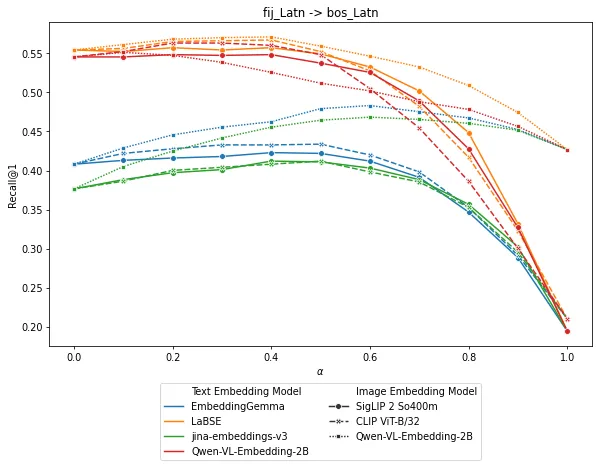 fij_Latn -> bos_Latn
Recall@1
0.55
0.50
0.45
0.40
0.35
0.30
0.25
0.20
0.0 0.2 0.4 0.6 0.8 1.0
α
Text Embedding Model Image Embedding Model
EmbeddingGemma SigLIP 2 So400m
LaBSE CLIP ViT-B/32
jina-embeddings-v3 Qwen-VL-Embedding-2B
Qwen-VL-Embedding-2B